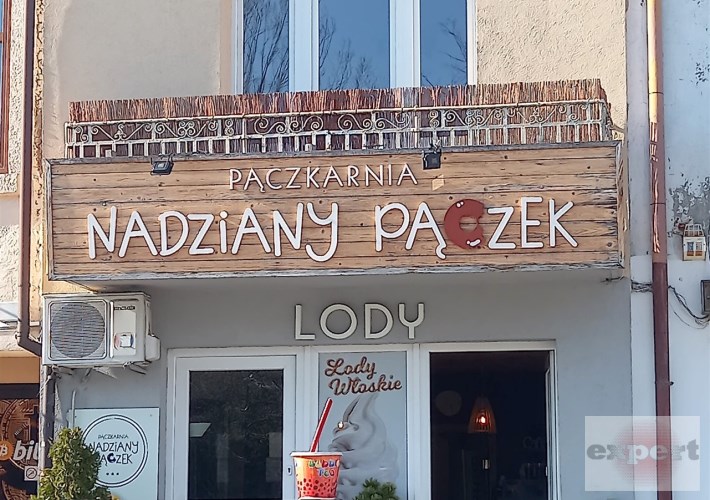 PĄCZKARNIA
NADZiANY PĄCZEK
LODY
Lody
Włoskie
PĄCZKARNIA
NADZiANY
PĄCZEK
expert